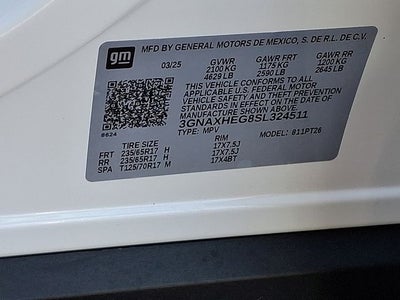 gm
MFD BY GENERAL MOTORS DE MEXICO, S. DE R.L. DE C.V.
03/25 GVWR GAWR FRT GAWR RR
2100 KG 1175 KG 1200 KG
4629 LB 2590 LB 2645 LB
THIS VEHICLE CONFORMS TO ALL
APPLICABLE U.S. FEDERAL MOTOR
VEHICLE SAFETY AND THEFT PREVENTION
STANDARDS IN EFFECT ON THE DATE OF
MANUFACTURE SHOWN ABOVE.
3GNAXHEG8SL324511
8624
TYPE: MPV MODEL: 811PT26
TIRE SIZE RIM
FRT 235/65R17 H 17X7.5J
RR 235/65R17 H 17X7.5J
SPA T125/70R17 M 17X4BT